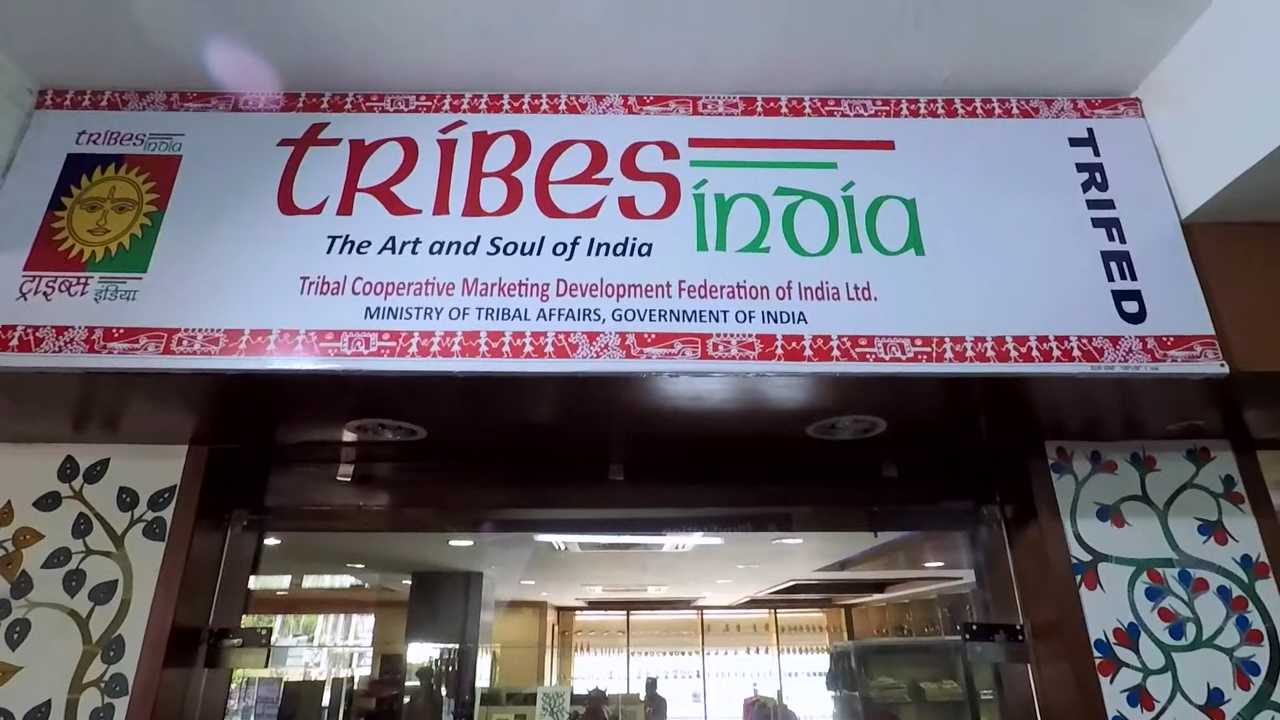 tribes
india
ट्राइब्स इंडिया
tribes india
The Art and Soul of India
Tribal Cooperative Marketing Development Federation of India Ltd.
MINISTRY OF TRIBAL AFFAIRS, GOVERNMENT OF INDIA
TRIFED